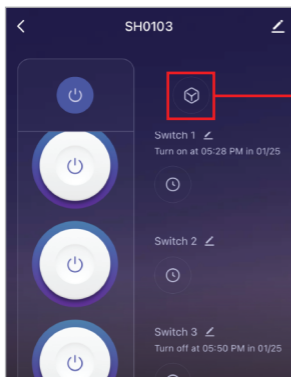 SH0103
Switch 1
Turn on at 05:28 PM in 01/25
Switch 2
Switch 3
Turn off at 05:50 PM in 01/25